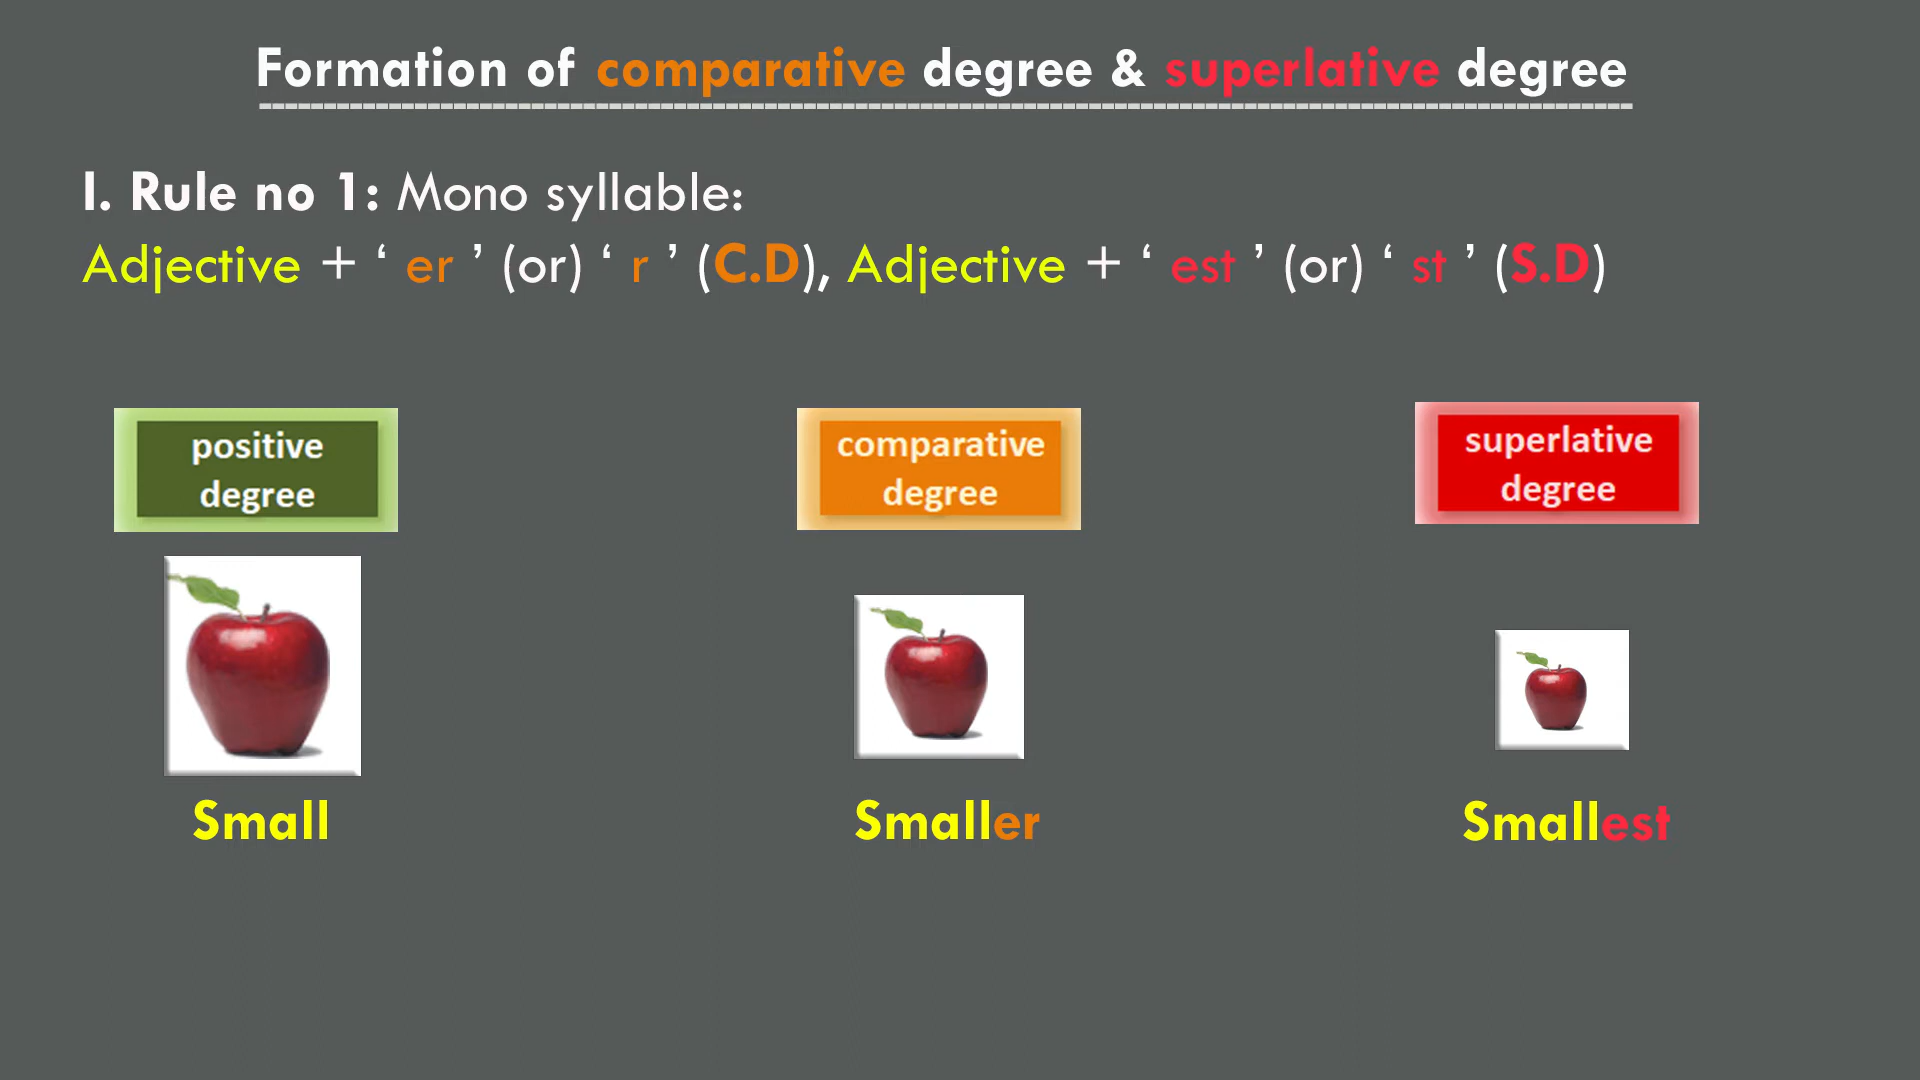 Formation of comparative degree & superlative degree
I. Rule no 1: Mono syllable:
Adjective + ‘ er ’ (or) ‘ r ’ (C.D), Adjective + ‘ est ’ (or) ‘ st ’ (S.D)
positive
degree
comparative
degree
superlative
degree
Small
Smaller
Smallest